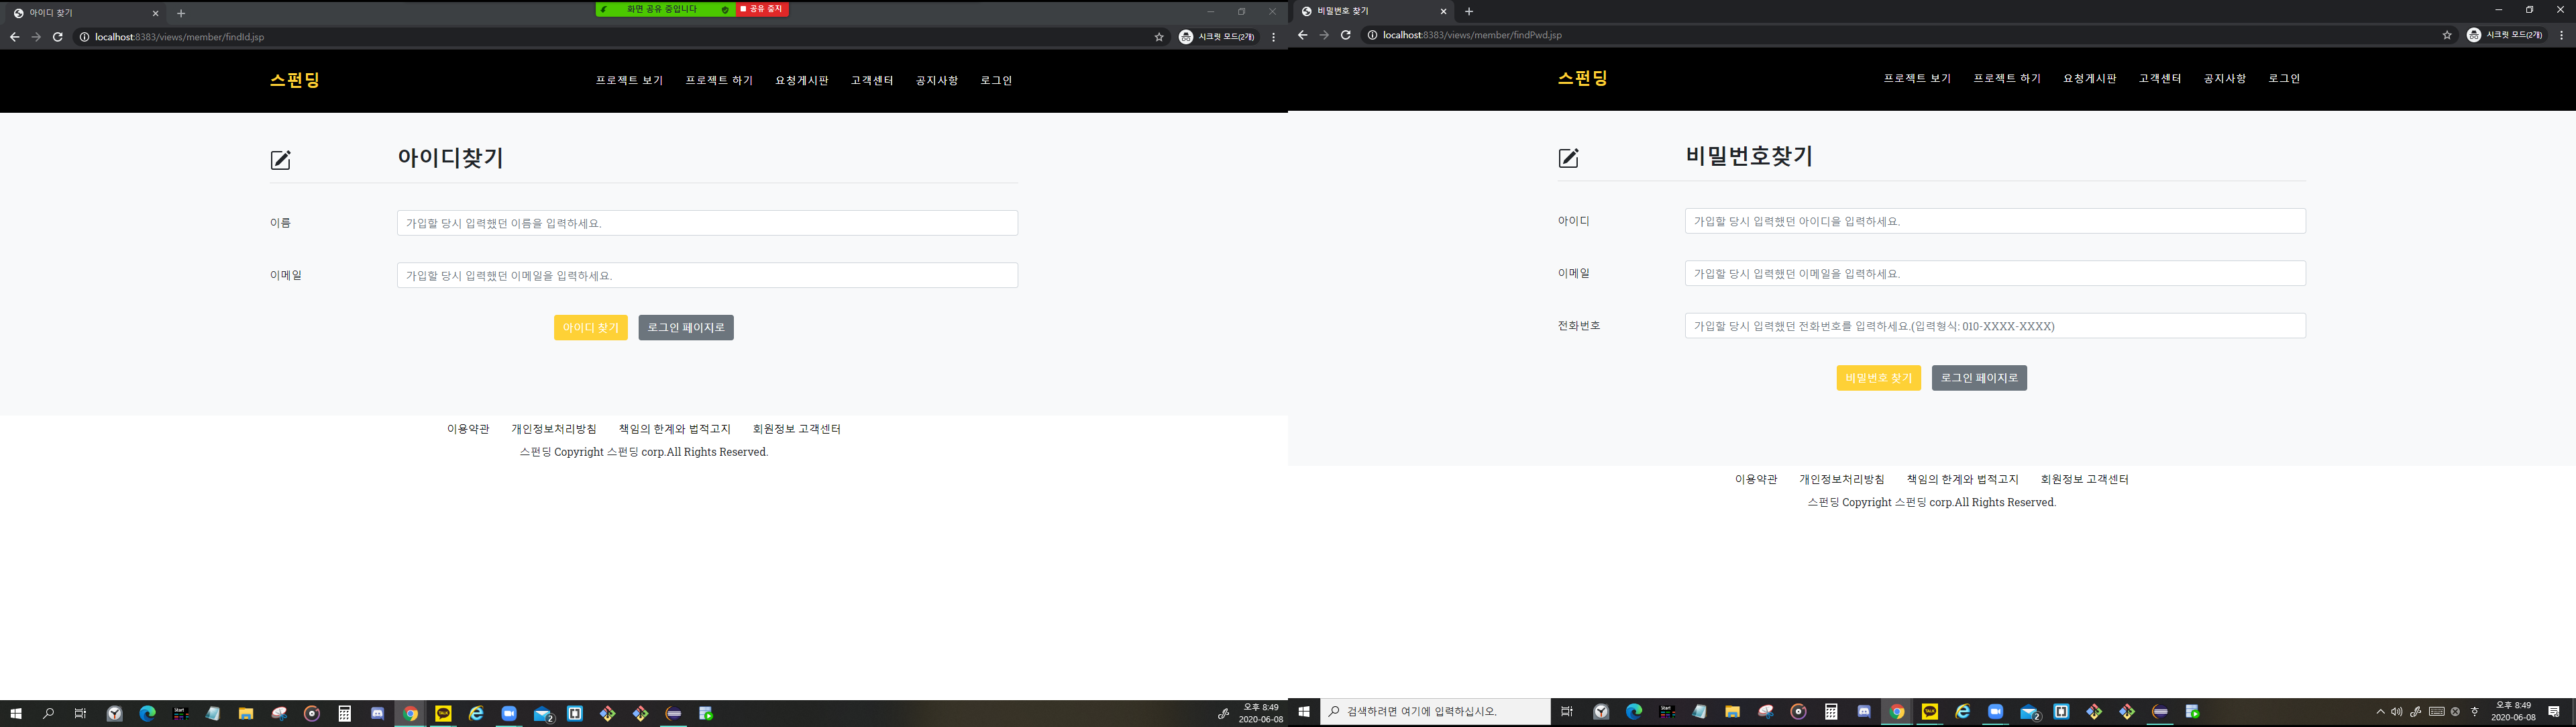 아이디 찾기
화면 공유 중입니다 공유 중지
localhost:8383/views/member/findId.jsp
시크릿 모드(2개)
스펀딩 프로젝트 보기 프로젝트 하기 요청게시판 고객센터 공지사항 로그인
아이디찾기
이름 가입할 당시 입력했던 이름을 입력하세요.
이메일 가입할 당시 입력했던 이메일을 입력하세요.
아이디 찾기 로그인 페이지로
이용약관 개인정보처리방침 책임의 한계와 법적고지 회원정보 고객센터
스펀딩 Copyright 스펀딩 corp.All Rights Reserved.
Start
TALK
2
오후 8:49
2020-06-08
비밀번호 찾기
localhost:8383/views/member/findPwd.jsp
시크릿 모드(2개)
스펀딩 프로젝트 보기 프로젝트 하기 요청게시판 고객센터 공지사항 로그인
비밀번호찾기
아이디 가입할 당시 입력했던 아이디을 입력하세요.
이메일 가입할 당시 입력했던 이메일을 입력하세요.
전화번호 가입할 당시 입력했던 전화번호를 입력하세요.(입력형식: 010-XXXX-XXXX)
비밀번호 찾기 로그인 페이지로
이용약관 개인정보처리방침 책임의 한계와 법적고지 회원정보 고객센터
스펀딩 Copyright 스펀딩 corp.All Rights Reserved.
검색하려면 여기에 입력하십시오.
Start
TALK
2
오후 8:49
2020-06-08